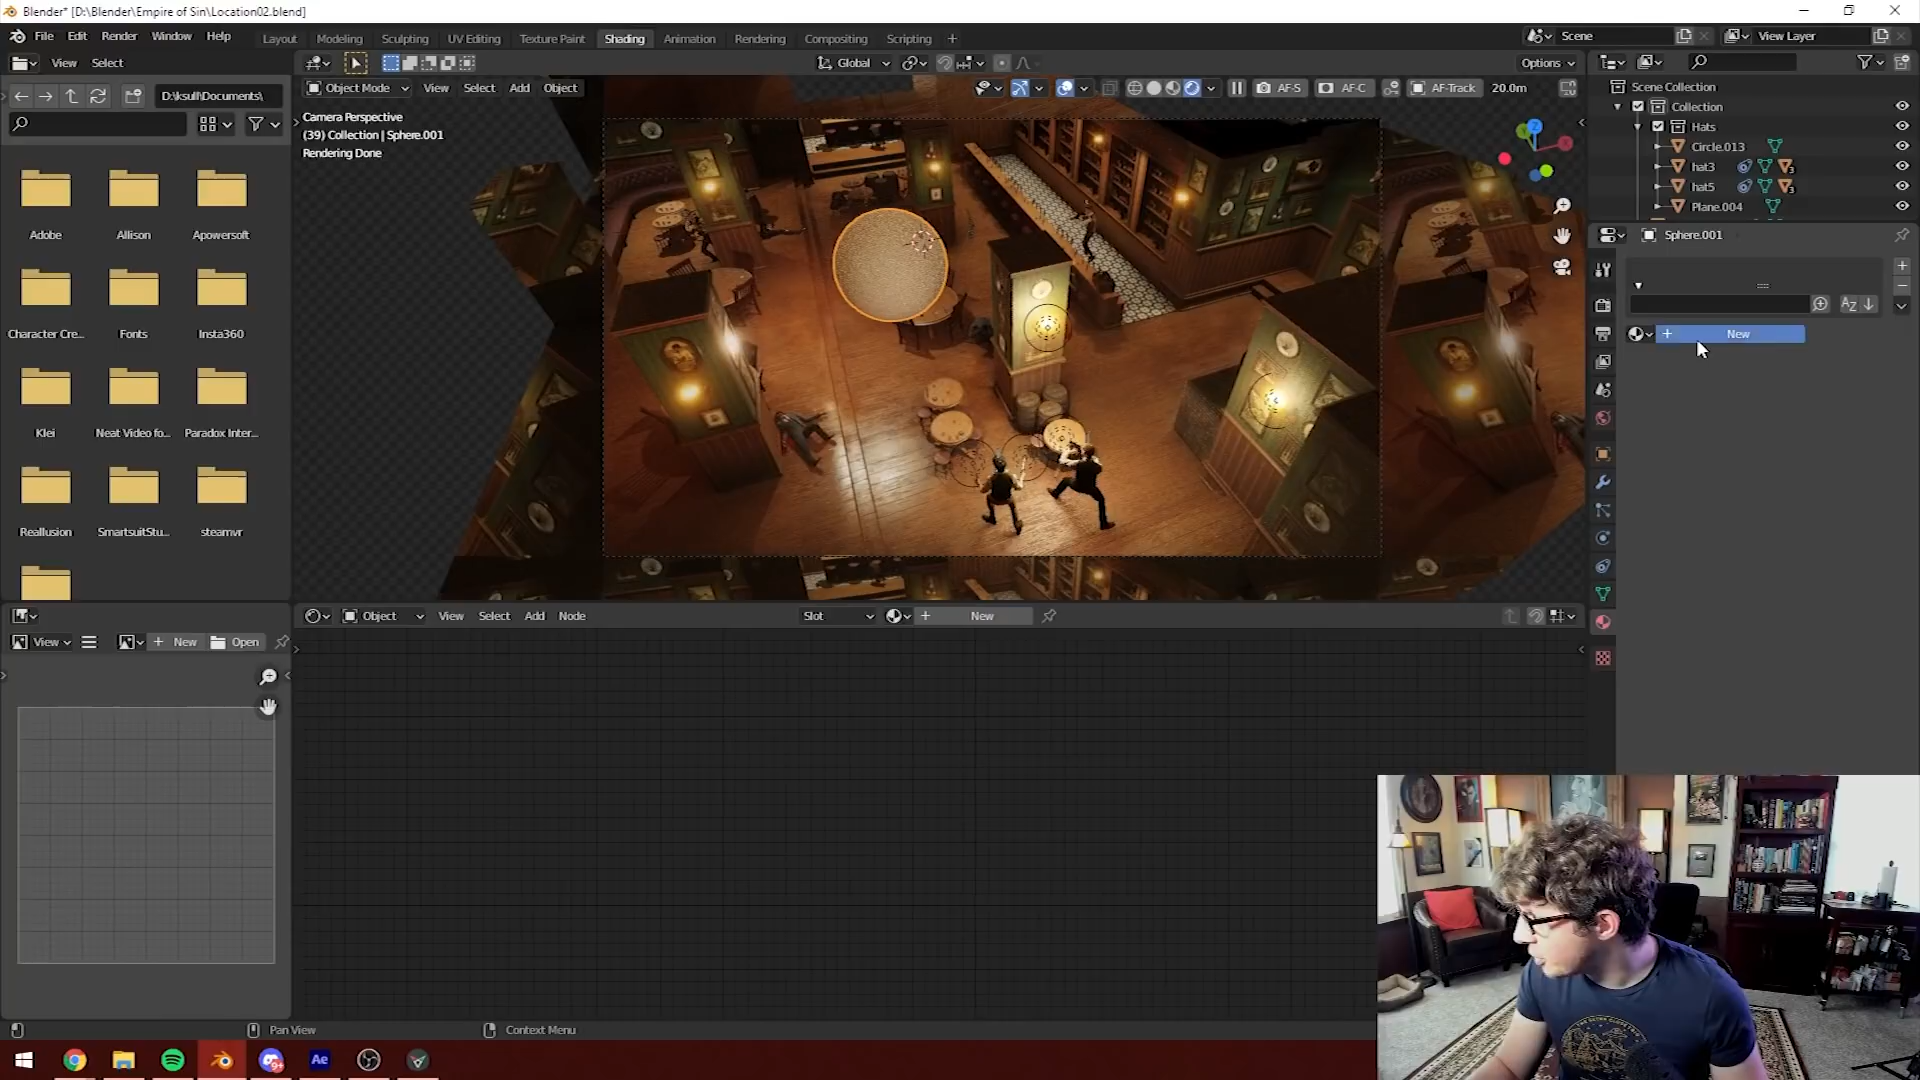 Blender* [D:\Blender\Empire of Sin\Location02.blend]
File Edit Render Window Help
Layout Modeling Sculpting UV Editing Texture Paint Shading Animation Rendering Compositing Scripting +
Scene
View Layer
View Select
Global
Options
Scene Collection
D:\ksull\Documents\
Object Mode View Select Add Object
AF-S AF-C AF-Track 20.0m
Collection
Camera Perspective
(39) Collection | Sphere.001
Rendering Done
Hats
Circle.013
hat3
3
hat5
3
Plane.004
Z
Sphere.001
Adobe Allison Apowersoft
Character Cre... Fonts Insta360
+ New
Klei Neat Video fo... Paradox Inter...
Reallusion SmartsuitStu... steamvr
Object View Select Add Node
Slot
+ New
View
+ New Open
Pan View
Context Menu
9+
Ae